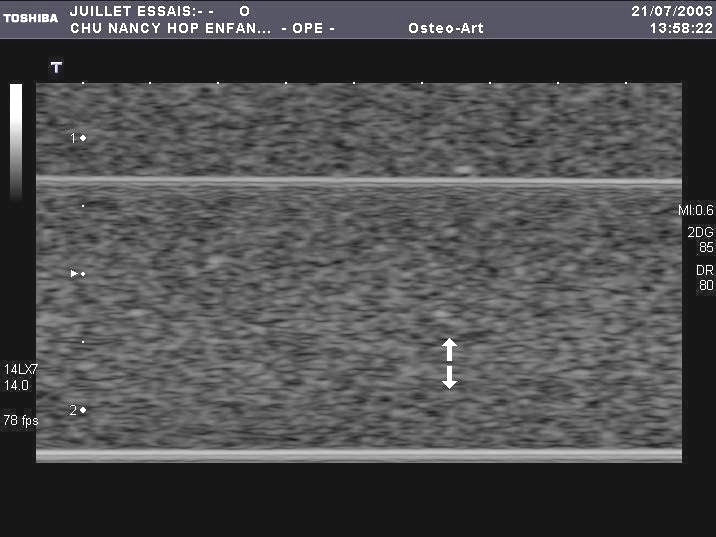 TOSHIBA
JUILLET ESSAIS:- - O
CHU NANCY HOP ENFAN... - OPE -
Osteo-Art
21/07/2003
13:58:22
T
1
MI:0.6
2DG
85
DR
80
14LX7
14.0
2
78 fps